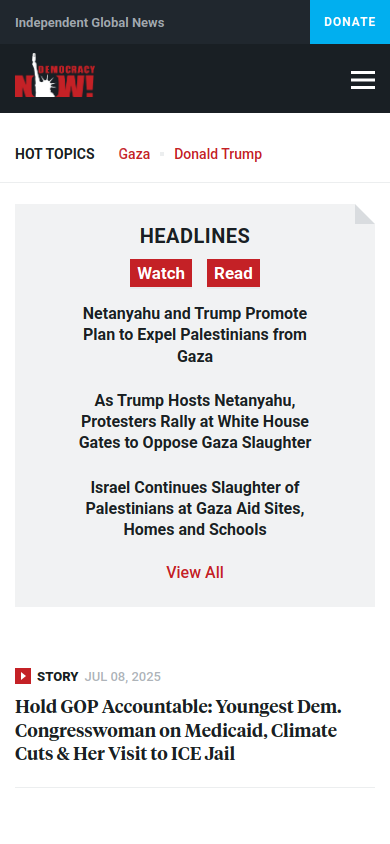 Independent Global News
DONATE
DEMOCRACY
NOW!
HOT TOPICS
Gaza
Donald Trump
HEADLINES
Watch
Read
Netanyahu and Trump Promote
Plan to Expel Palestinians from
Gaza
As Trump Hosts Netanyahu,
Protesters Rally at White House
Gates to Oppose Gaza Slaughter
Israel Continues Slaughter of
Palestinians at Gaza Aid Sites,
Homes and Schools
View All
STORY JUL 08, 2025
Hold GOP Accountable: Youngest Dem.
Congresswoman on Medicaid, Climate
Cuts & Her Visit to ICE Jail